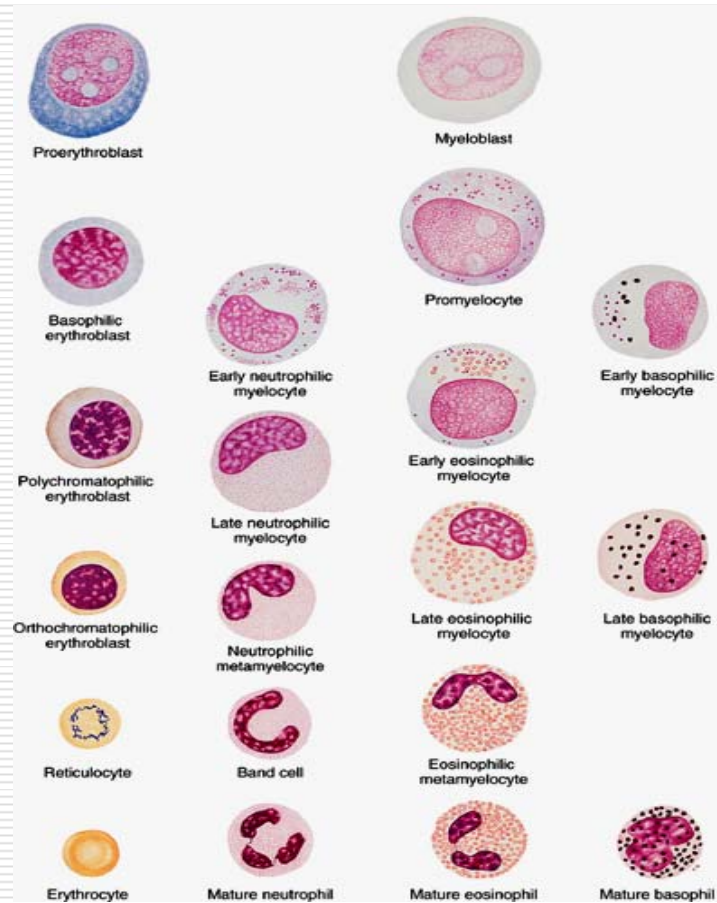 Proerythroblast
Myeloblast
Promyelocyte
Basophilic
erythroblast
Early neutrophilic
myelocyte
Early basophilic
myelocyte
Early eosinophilic
myelocyte
Polychromatophilic
erythroblast
Late neutrophilic
myelocyte
Late eosinophilic
myelocyte
Late basophilic
myelocyte
Orthochromatophilic
erythroblast
Neutrophilic
metamyelocyte
Reticulocyte
Band cell
Eosinophilic
metamyelocyte
Erythrocyte
Mature neutrophil
Mature eosinophil
Mature basophil